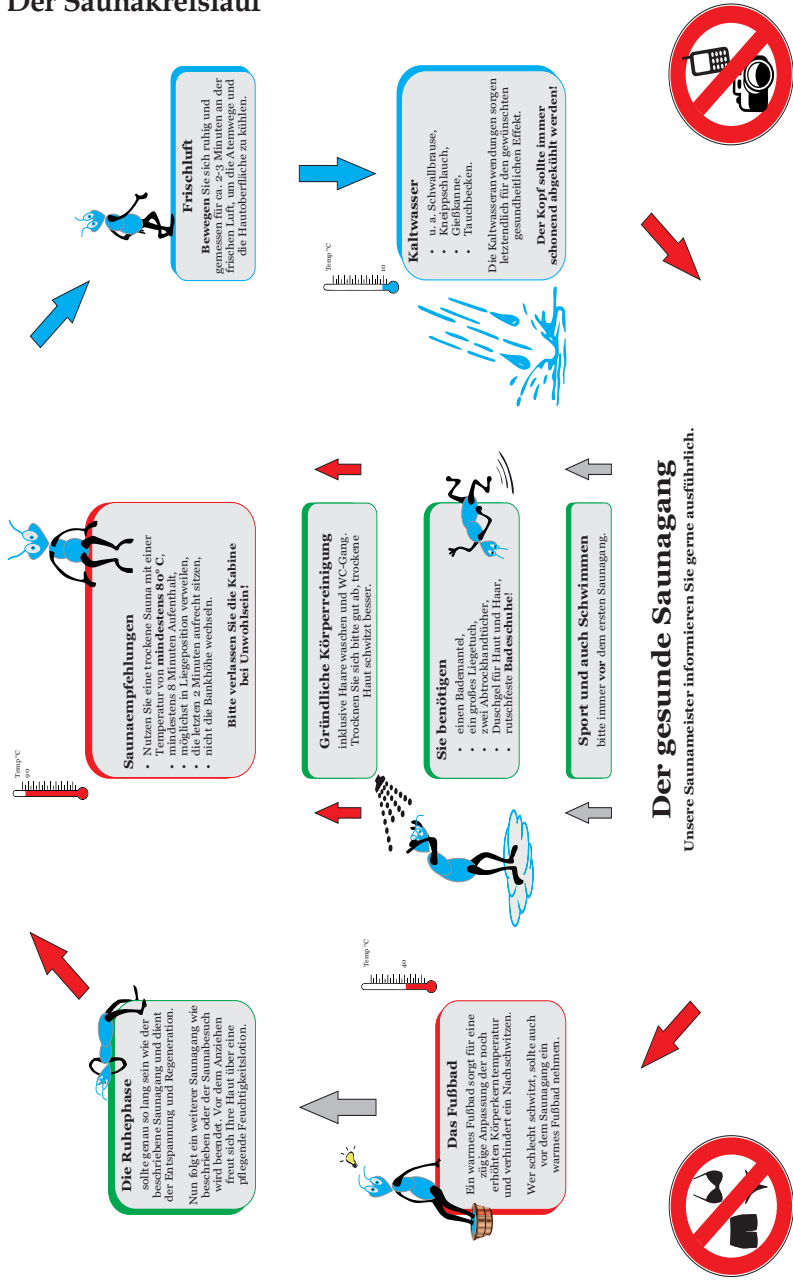 Der Saunakreislauf
Temp °C
90
Saunaempfehlungen
• Nutzen Sie eine trockene Sauna mit einer
Temperatur von mindestens 80° C,
• mindestens 8 Minuten Aufenthalt,
• möglichst in Liegeposition verweilen,
• die letzten 2 Minuten aufrecht sitzen,
• nicht die Bankhöhe wechseln.
Bitte verlassen Sie die Kabine
bei Unwohlsein!
Frischluft
Bewegen Sie sich ruhig und
gemessen für ca. 2-3 Minuten an der
frischen Luft, um die Atemwege und
die Hautoberfläche zu kühlen.
Temp °C
10
Kaltwasser
• u. a. Schwallbrause,
• Kneippschlauch,
• Gießkanne,
• Tauchbecken.
Die Kaltwasseranwendungen sorgen
letztendlich für den gewünschten
gesundheitlichen Effekt.
Der Kopf sollte immer
schonend abgekühlt werden!
Die Ruhephase
sollte genau so lang sein wie der
beschriebene Saunagang und dient
der Entspannung und Regeneration.
Nun folgt ein weiterer Saunagang wie
beschrieben oder der Saunabesuch
wird beendet. Vor dem Anziehen
freut sich Ihre Haut über eine
pflegende Feuchtigkeitslotion.
Temp °C
40
Das Fußbad
Ein warmes Fußbad sorgt für eine
zügige Anpassung der noch
erhöhten Körperkerntemperatur
und verhindert ein Nachschwitzen.
Wer schlecht schwitzt, sollte auch
vor dem Saunagang ein
warmes Fußbad nehmen.
Gründliche Körperreinigung
inklusive Haare waschen und WC-Gang.
Trocknen Sie sich bitte gut ab, trockene
Haut schwitzt besser.
Sie benötigen
• einen Bademantel,
• ein großes Liegetuch,
• zwei Abtrockhandtücher,
• Duschgel für Haut und Haar,
• rutschfeste Badeschuhe!
Sport und auch Schwimmen
bitte immer vor dem ersten Saunagang.
Der gesunde Saunagang
Unsere Saunameister informieren Sie gerne ausführlich.